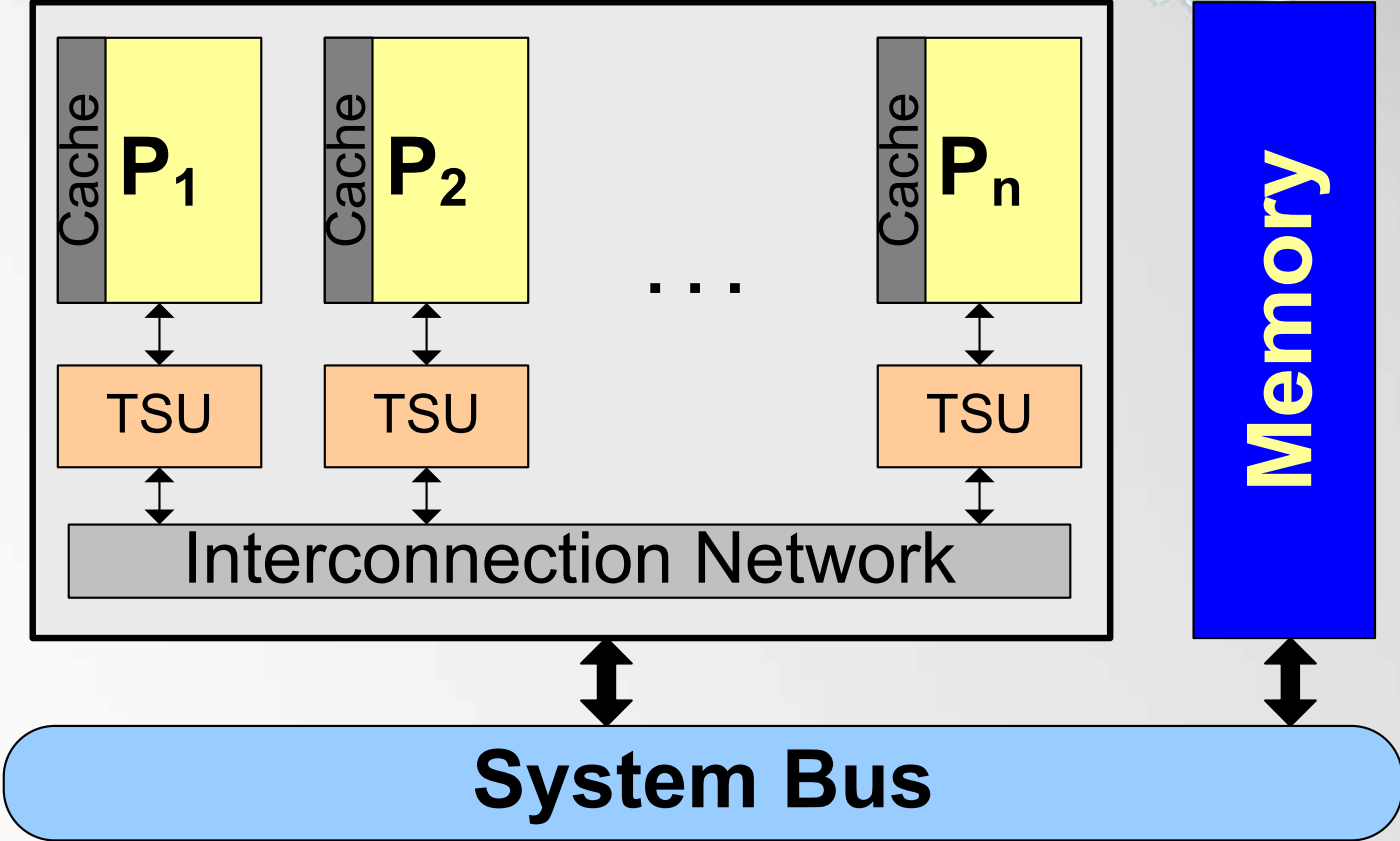 Cache
P1
Cache
P2
. . .
Cache
Pn
Memory
TSU
TSU
TSU
Interconnection Network
System Bus